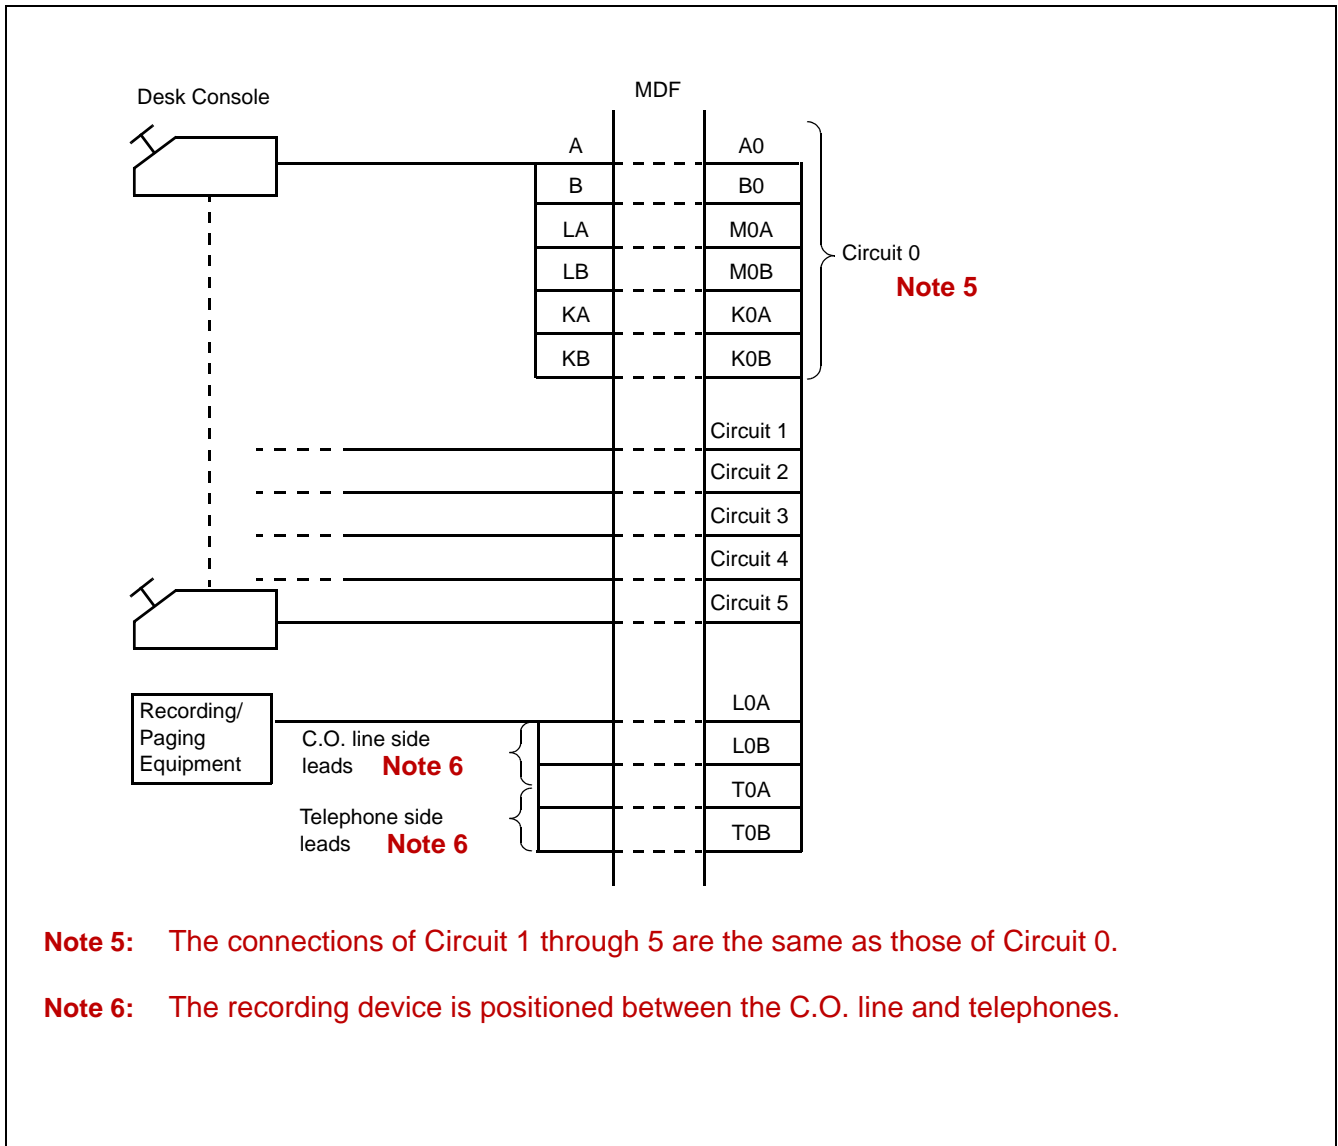 MDF
Desk Console
A A0
B B0
LA M0A
LB M0B
KA K0A
KB K0B
Circuit 0
Note 5
Circuit 1
Circuit 2
Circuit 3
Circuit 4
Circuit 5
Recording/
Paging
Equipment
C.O. line side
leads Note 6
Telephone side
leads Note 6
L0A
L0B
T0A
T0B
Note 5: The connections of Circuit 1 through 5 are the same as those of Circuit 0.
Note 6: The recording device is positioned between the C.O. line and telephones.